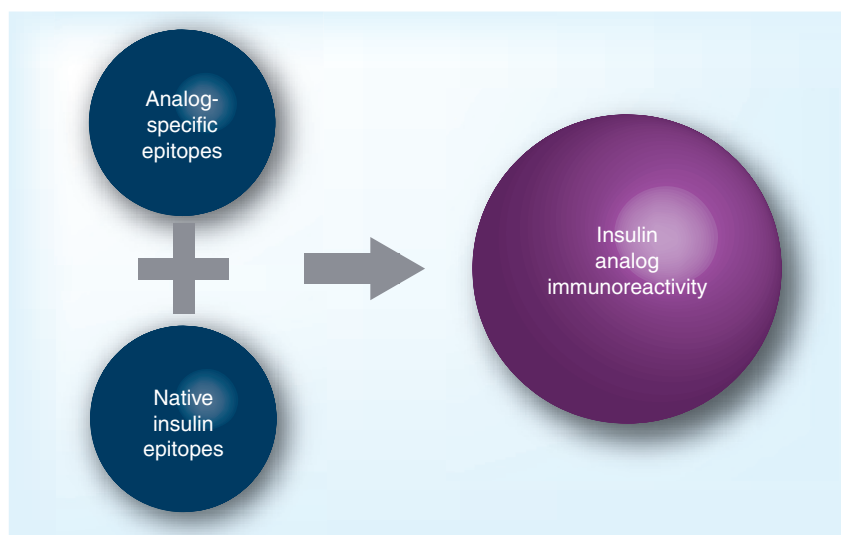 Analog-
specific
epitopes
Native
insulin
epitopes
Insulin
analog
immunoreactivity